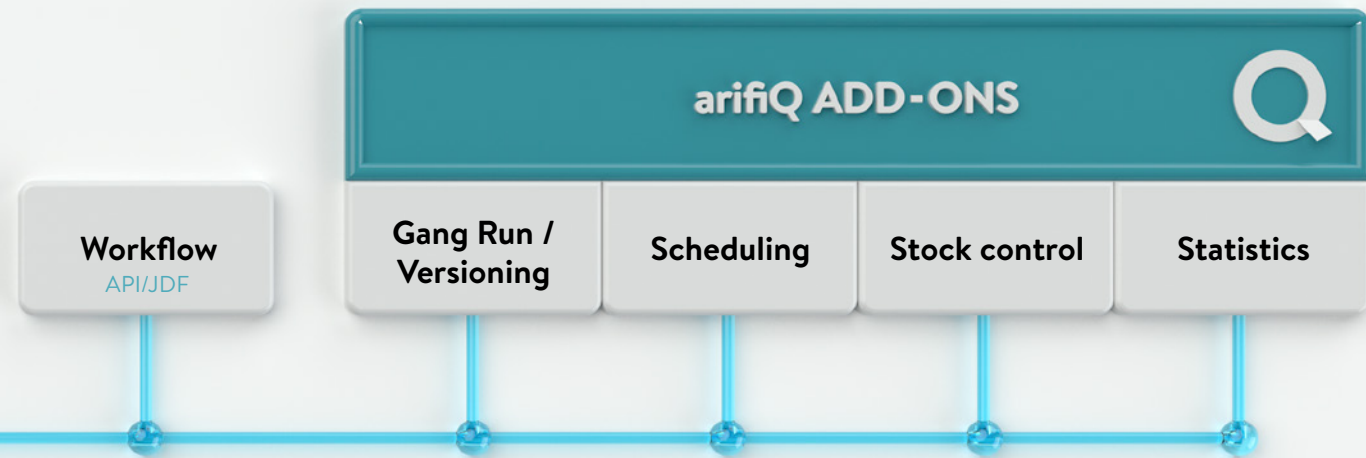 arifiQ ADD-ONS
Workflow
API/JDF
Gang Run /
Versioning
Scheduling
Stock control
Statistics